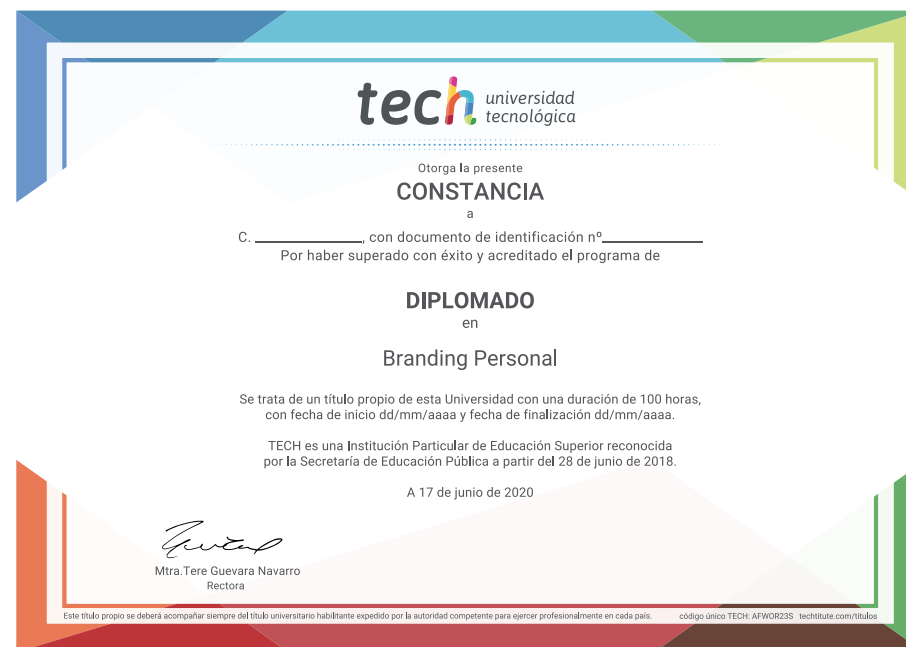 tech universidad
tecnológica
Otorga la presente
CONSTANCIA
a
C. ____________, con documento de identificación nº____________
Por haber superado con éxito y acreditado el programa de
DIPLOMADO
en
Branding Personal
Se trata de un título propio de esta Universidad con una duración de 100 horas,
con fecha de inicio dd/mm/aaaa y fecha de finalización dd/mm/aaaa.
TECH es una Institución Particular de Educación Superior reconocida
por la Secretaría de Educación Pública a partir del 28 de junio de 2018.
A 17 de junio de 2020
Mtra.Tere Guevara Navarro
Rectora
Este título propio se deberá acompañar siempre del título universitario habilitante expedido por la autoridad competente para ejercer profesionalmente en cada país. código único TECH: AFWOR23S techtitute.com/titulos